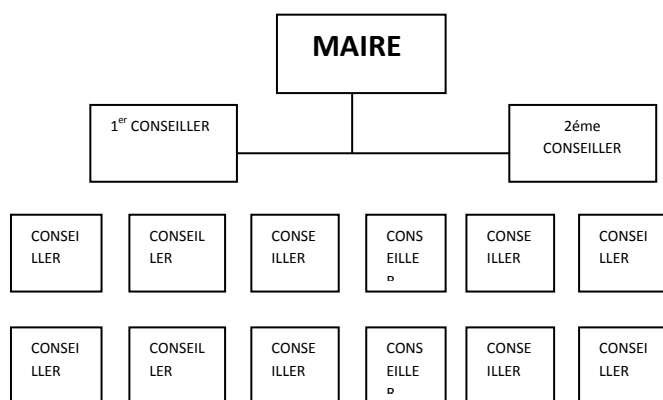 MAIRE
1er CONSEILLER
2éme
CONSEILLER
CONSEI
LLER
CONSEIL
LER
CONSE
ILLER
CONS
EILLE
R
CONSE
ILLER
CONSEI
LLER
CONSEI
LLER
CONSEIL
LER
CONSE
ILLER
CONS
EILLE
R
CONSE
ILLER
CONSEI
LLER